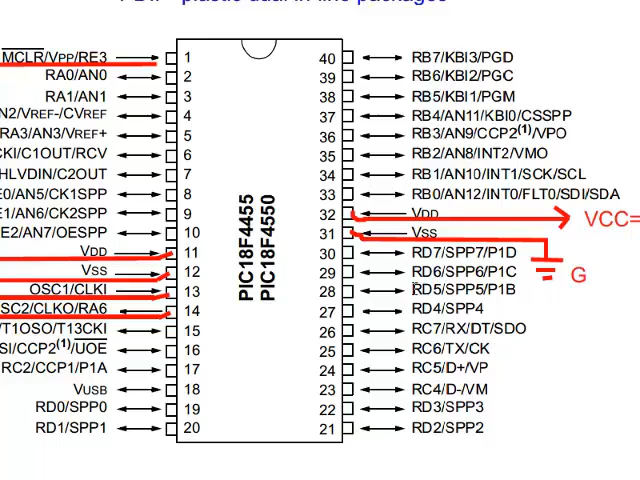 PDIP plastic dual in-line packages
MCLR/VPP/RE3 1 40 RB7/KBI3/PGD
RA0/AN0 2 39 RB6/KBI2/PGC
RA1/AN1 3 38 RB5/KBI1/PGM
N2/VREF-/CVREF 4 37 RB4/AN11/KBI0/CSSPP
RA3/AN3/VREF+ 5 36 RB3/AN9/CCP2(1)/VPO
CKI/C1OUT/RCV 6 35 RB2/AN8/INT2/VMO
HLVDIN/C2OUT 7 34 RB1/AN10/INT1/SCK/SCL
E0/AN5/CK1SPP 8 33 RB0/AN12/INT0/FLT0/SDI/SDA
E1/AN6/CK2SPP 9 32 VDD VCC=
E2/AN7/OESPP 10 31 VSS
VDD 11 30 RD7/SPP7/P1D
VSS 12 29 RD6/SPP6/P1C G
OSC1/CLKI 13 28 RD5/SPP5/P1B
SC2/CLKO/RA6 14 27 RD4/SPP4
/T1OSO/T13CKI 15 26 RC7/RX/DT/SDO
SI/CCP2(1)/UOE 16 25 RC6/TX/CK
RC2/CCP1/P1A 17 24 RC5/D+/VP
VUSB 18 23 RC4/D-/VM
RD0/SPP0 19 22 RD3/SPP3
RD1/SPP1 20 21 RD2/SPP2
PIC18F4455
PIC18F4550